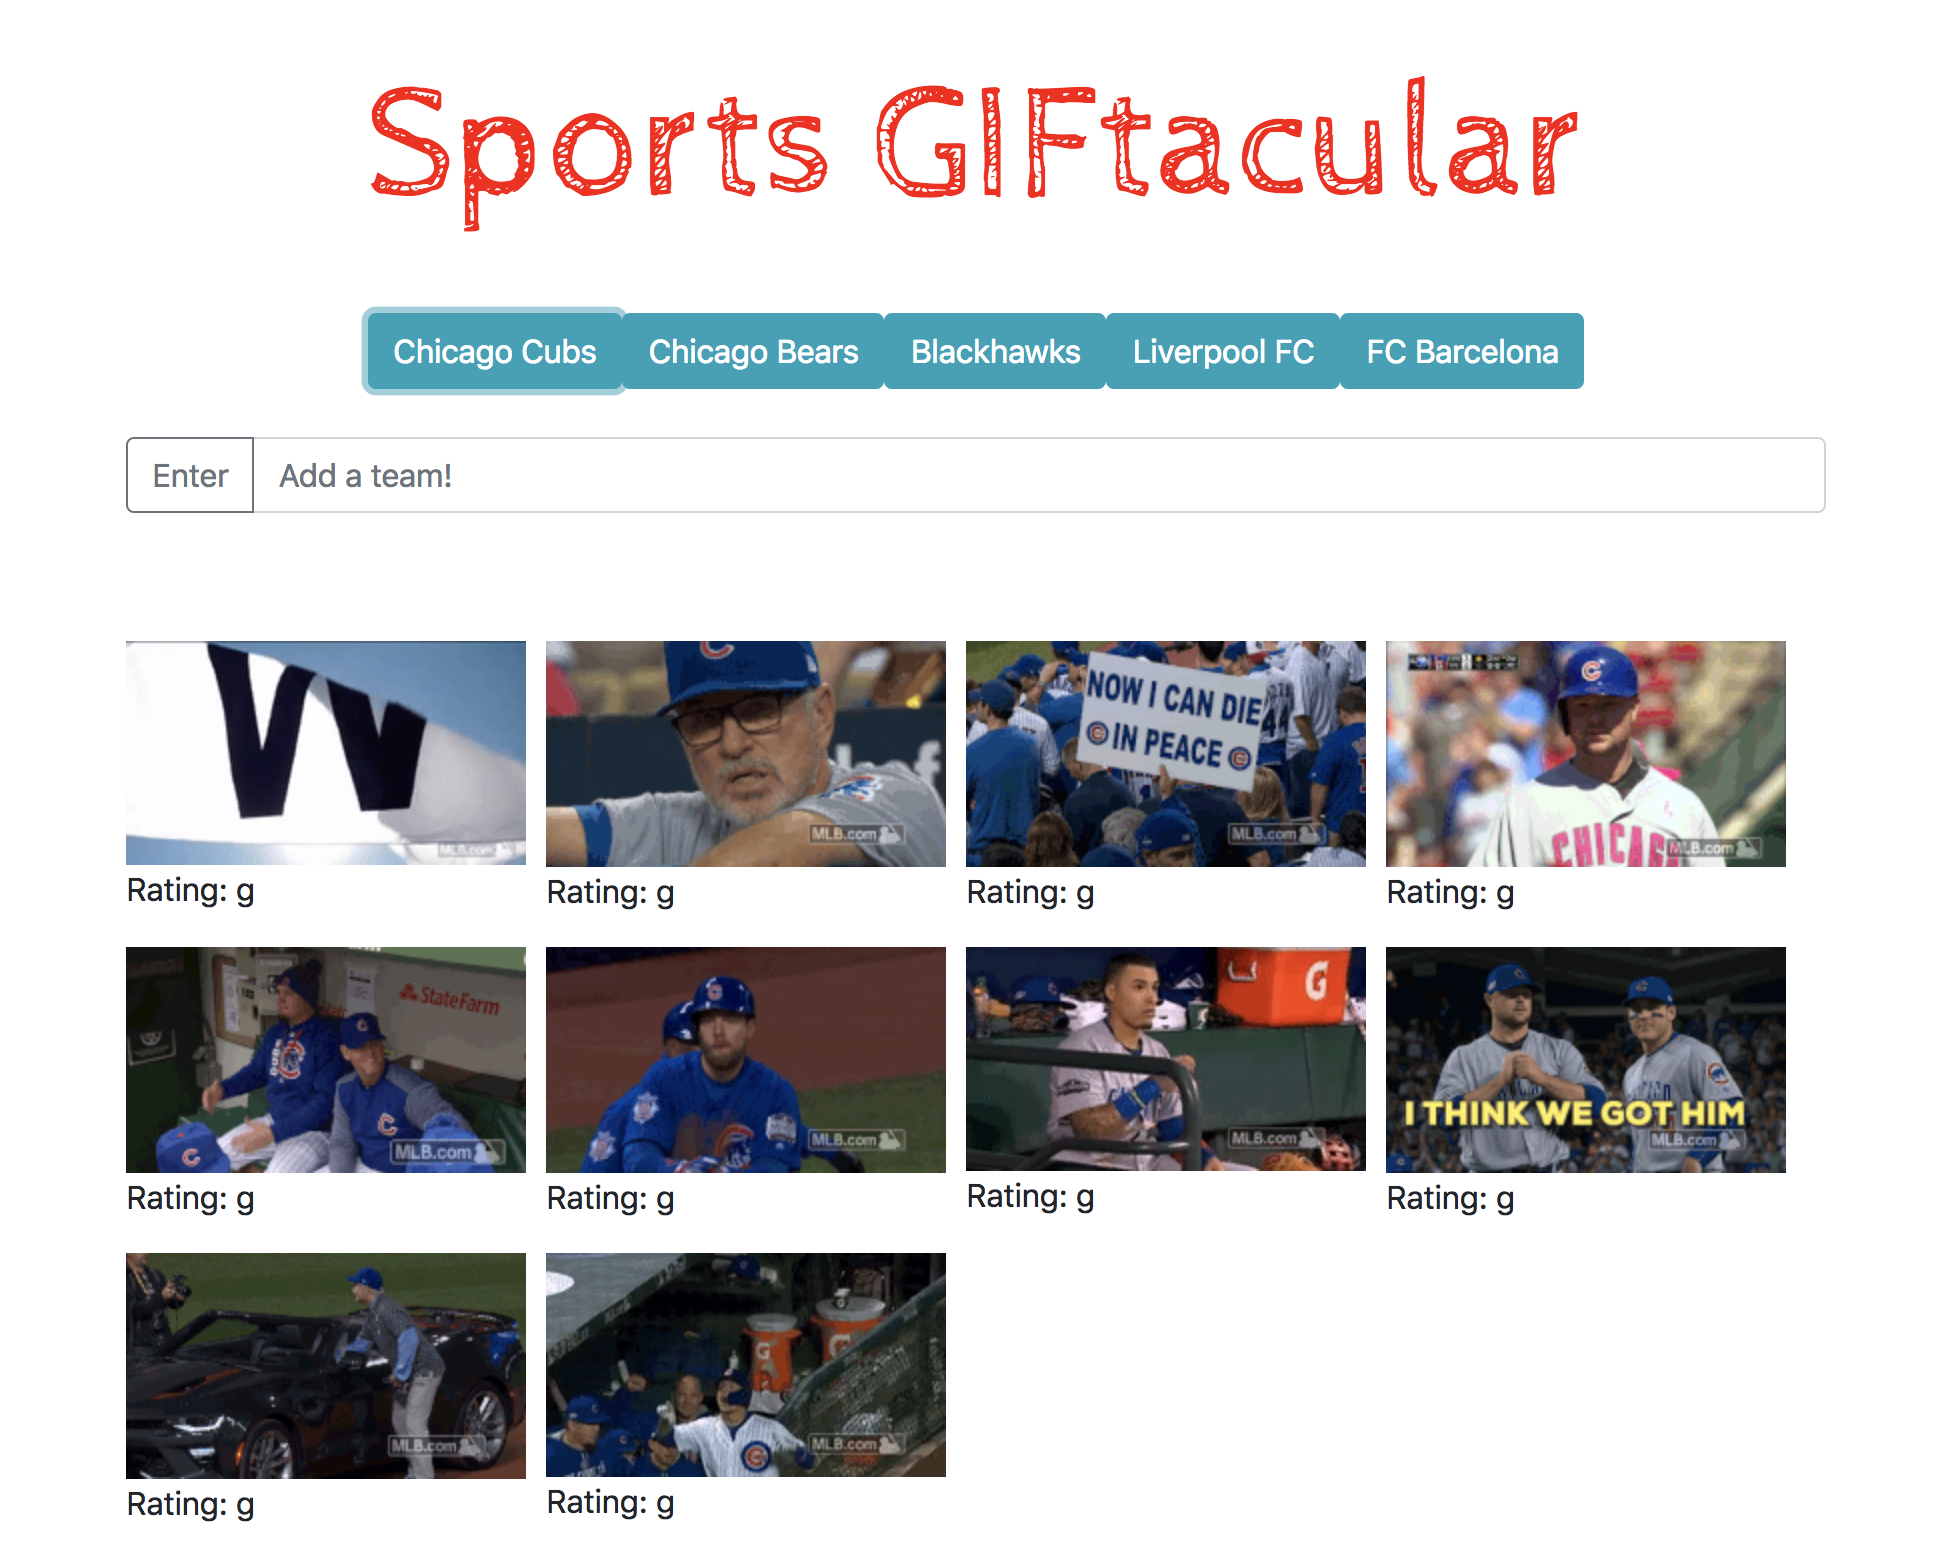 Sports GIFtacular
Chicago Cubs Chicago Bears Blackhawks Liverpool FC FC Barcelona
Enter Add a team!
W
MLB.com
Rating: g
C
MLB.com
Rating: g
NOW I CAN DIE
IN PEACE
MLB.com
Rating: g
C
CHICAG
MLB.com
Rating: g
State Farm
C
C
C
MLB.com
Rating: g
C
MLB.com
Rating: g
G
MLB.com
Rating: g
I THINK WE GOT HIM
MLB.com
Rating: g
MLB.com
Rating: g
G
G
C
MLB.com
Rating: g